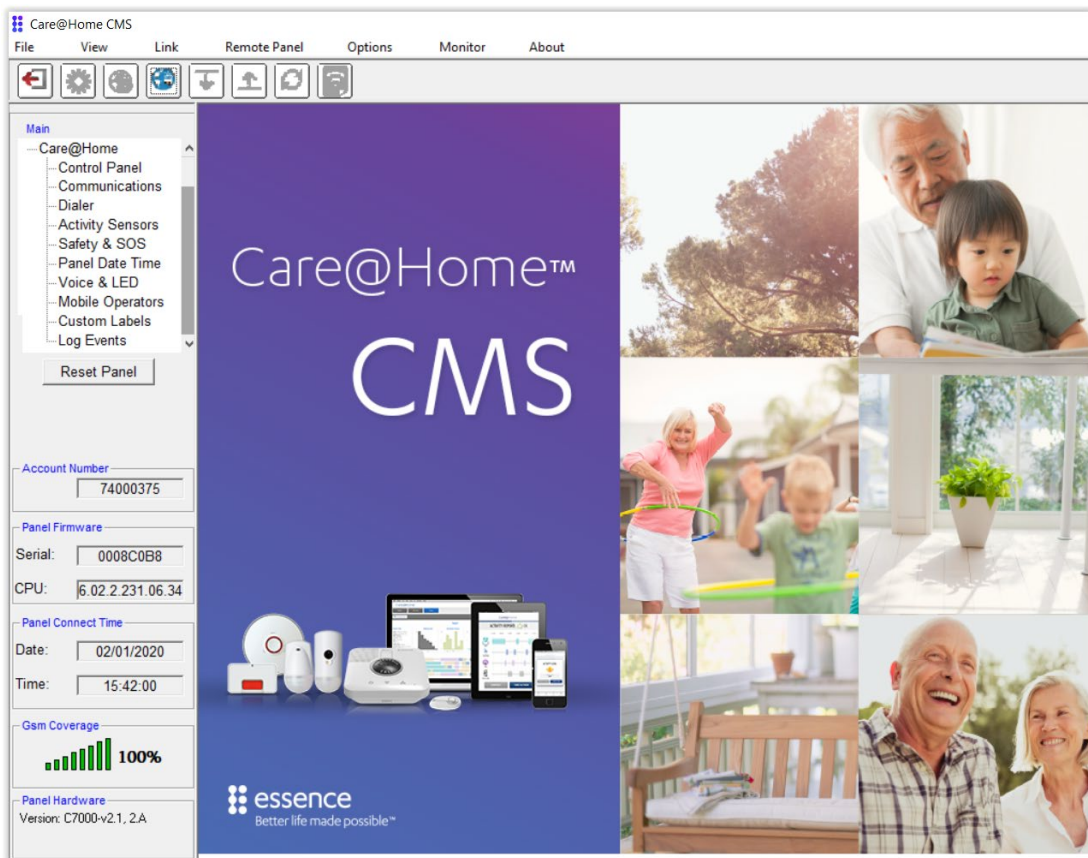 Care@Home CMS
File View Link Remote Panel Options Monitor About
Main
Care@Home
Control Panel
Communications
Dialer
Activity Sensors
Safety & SOS
Panel Date Time
Voice & LED
Mobile Operators
Custom Labels
Log Events
Reset Panel
Account Number
74000375
Panel Firmware
Serial: 0008C0B8
CPU: 6.02.2.231.06.34
Panel Connect Time
Date: 02/01/2020
Time: 15:42:00
Gsm Coverage
100%
Panel Hardware
Version: C7000-v2.1, 2.A
Care@Home™
CMS
essence
Better life made possible™